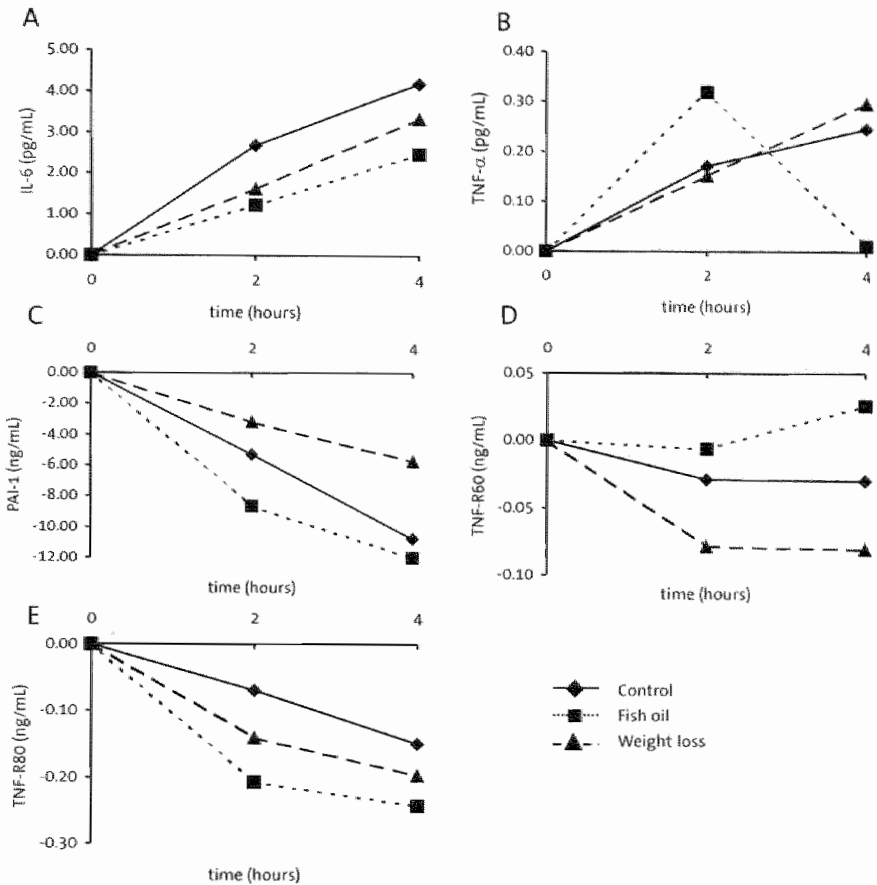 A
5.00
4.00
3.00
2.00
1.00
0.00
IL-6 (pg/mL)
0 2 4
time (hours)
B
0.40
0.30
0.20
0.10
0.00
TNF-α (pg/mL)
0 2 4
time (hours)
C
0 2 4
0.00
-2.00
-4.00
-6.00
-8.00
-10.00
-12.00
PAI-1 (ng/mL)
time (hours)
D
0 2 4
0.05
0.00
-0.05
-0.10
TNF-R60 (ng/mL)
time (hours)
E
0 2 4
0.00
-0.10
-0.20
-0.30
TNF-R80 (ng/mL)
time (hours)
Control
Fish oil
Weight loss